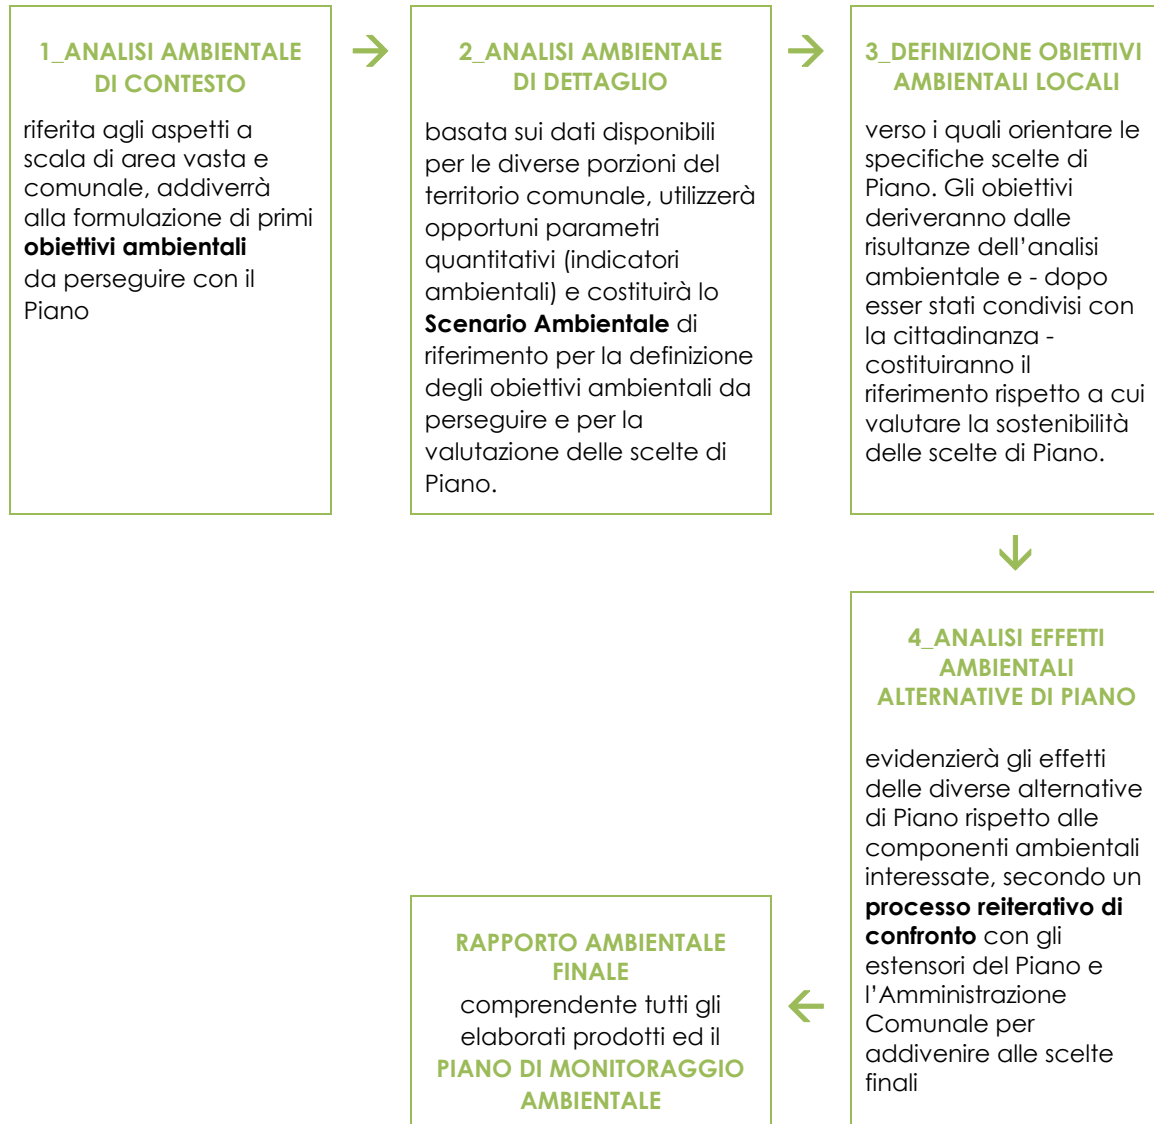 1_ANALISI AMBIENTALE
DI CONTESTO
riferita agli aspetti a
scala di area vasta e
comunale, addiverrà
alla formulazione di primi
obiettivi ambientali
da perseguire con il
Piano
→
2_ANALISI AMBIENTALE
DI DETTAGLIO
basata sui dati disponibili
per le diverse porzioni del
territorio comunale, utilizzerà
opportuni parametri
quantitativi (indicatori
ambientali) e costituirà lo
Scenario Ambientale di
riferimento per la definizione
degli obiettivi ambientali da
perseguire e per la
valutazione delle scelte di
Piano.
→
3_DEFINIZIONE OBIETTIVI
AMBIENTALI LOCALI
verso i quali orientare le
specifiche scelte di
Piano. Gli obiettivi
deriveranno dalle
risultanze dell’analisi
ambientale e - dopo
esser stati condivisi con
la cittadinanza -
costituiranno il
riferimento rispetto a cui
valutare la sostenibilità
delle scelte di Piano.
↓
4_ANALISI EFFETTI
AMBIENTALI
ALTERNATIVE DI PIANO
evidenzierà gli effetti
delle diverse alternative
di Piano rispetto alle
componenti ambientali
interessate, secondo un
processo reiterativo di
confronto con gli
estensori del Piano e
l’Amministrazione
Comunale per
addivenire alle scelte
finali
←
RAPPORTO AMBIENTALE
FINALE
comprendente tutti gli
elaborati prodotti ed il
PIANO DI MONITORAGGIO
AMBIENTALE